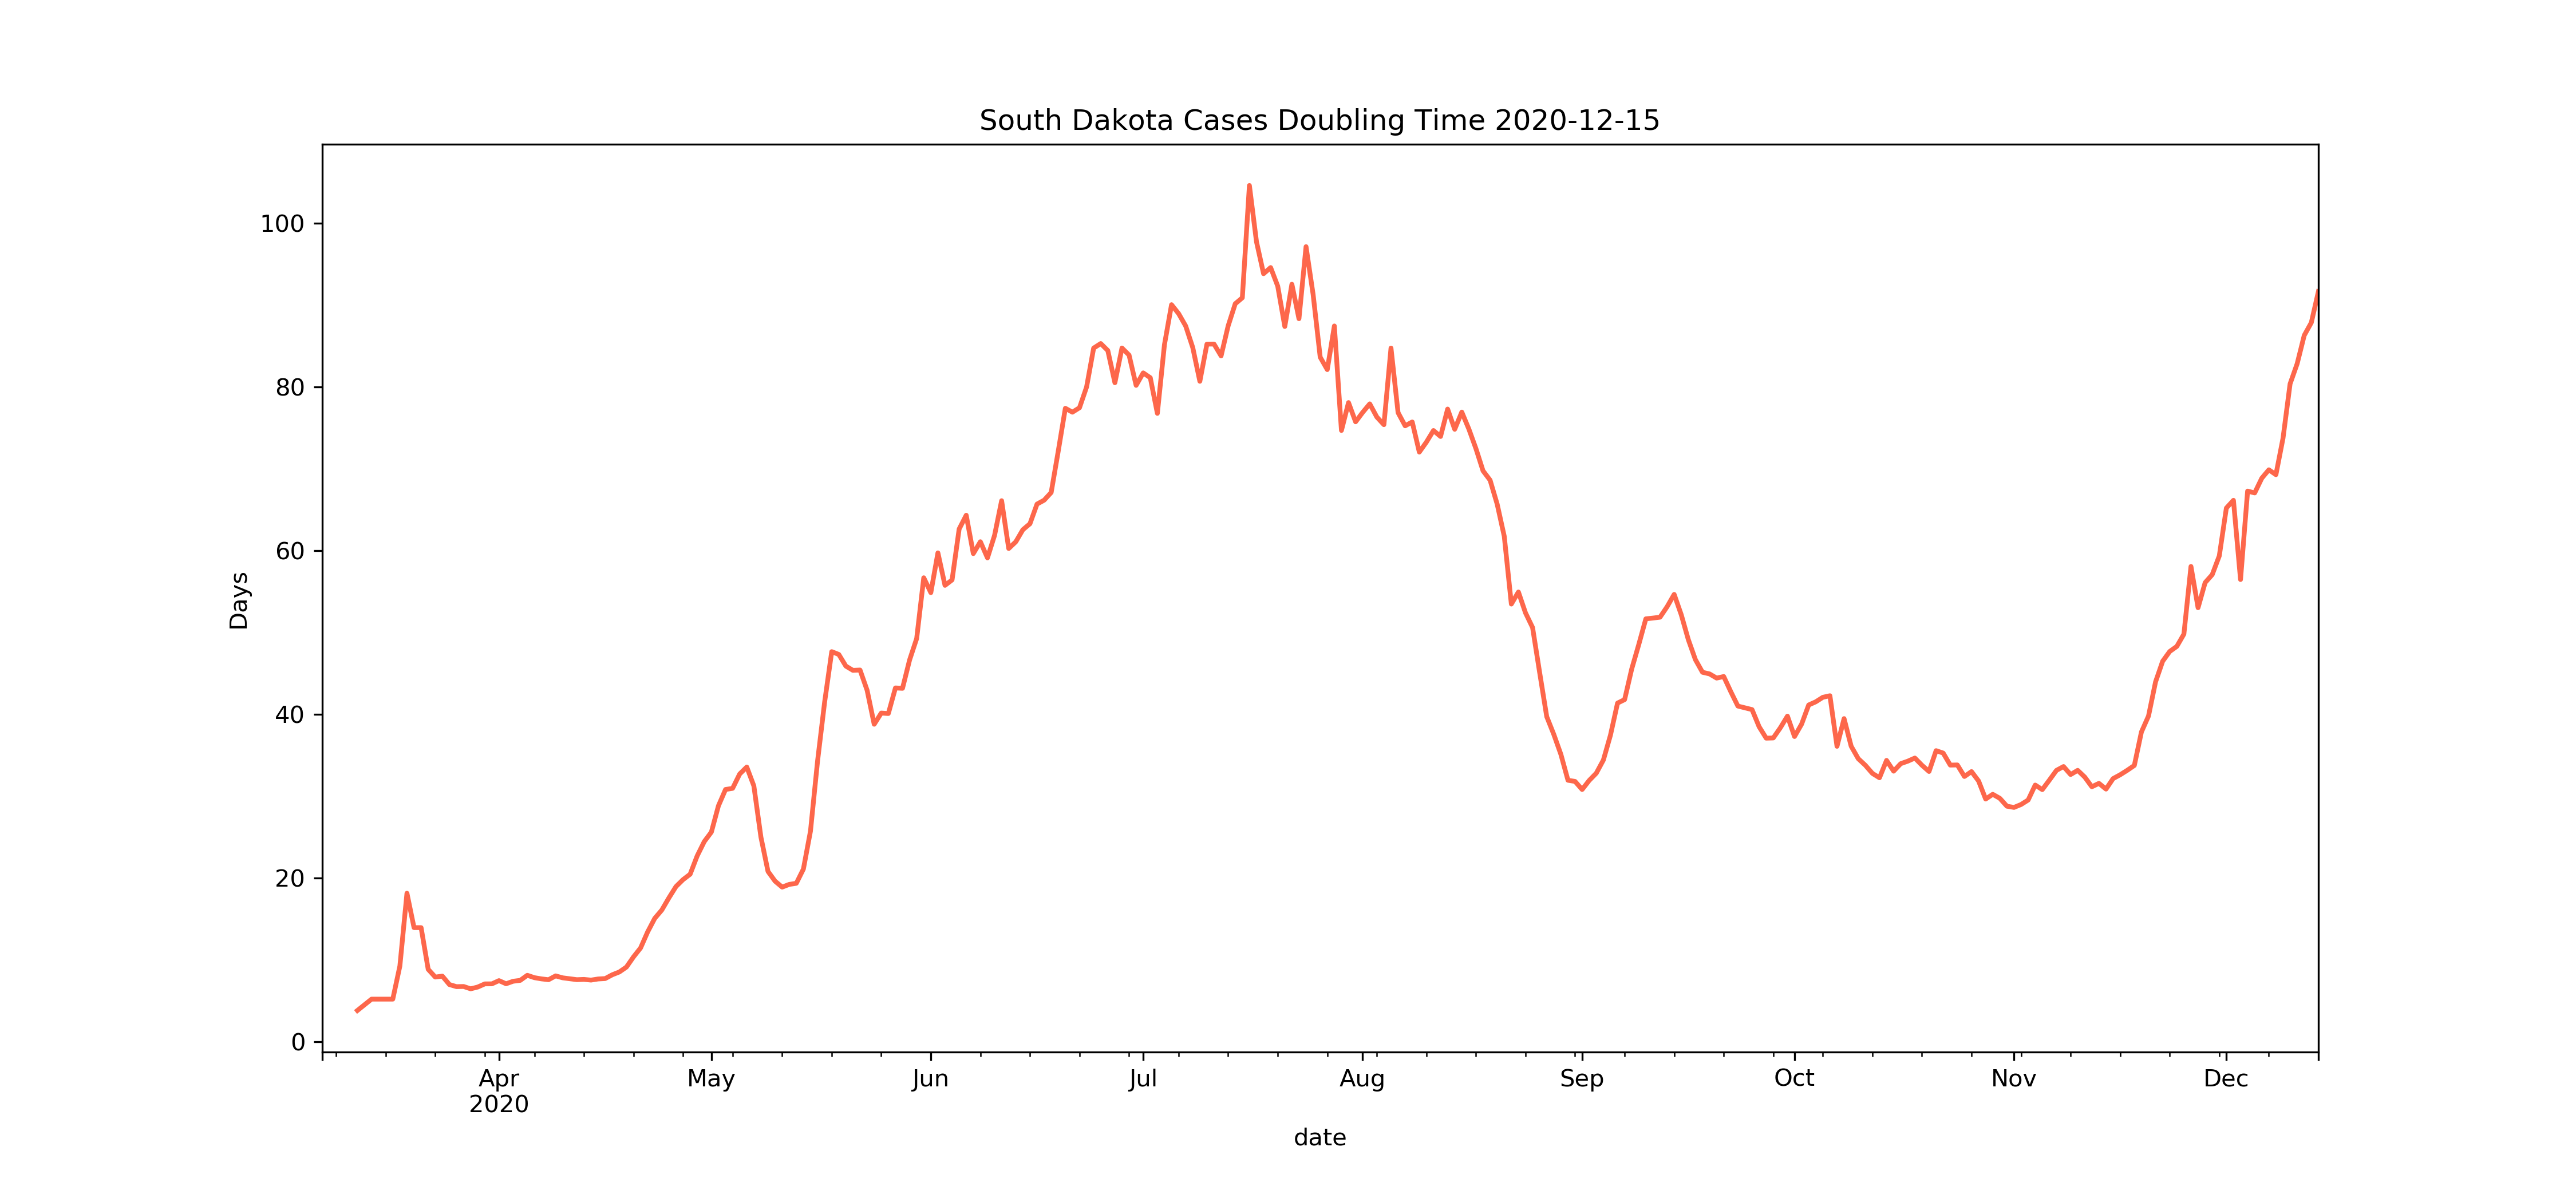 South Dakota Cases Doubling Time 2020-12-15
100
80
60
40
20
0
Days
Apr May Jun Jul Aug Sep Oct Nov Dec
2020
date